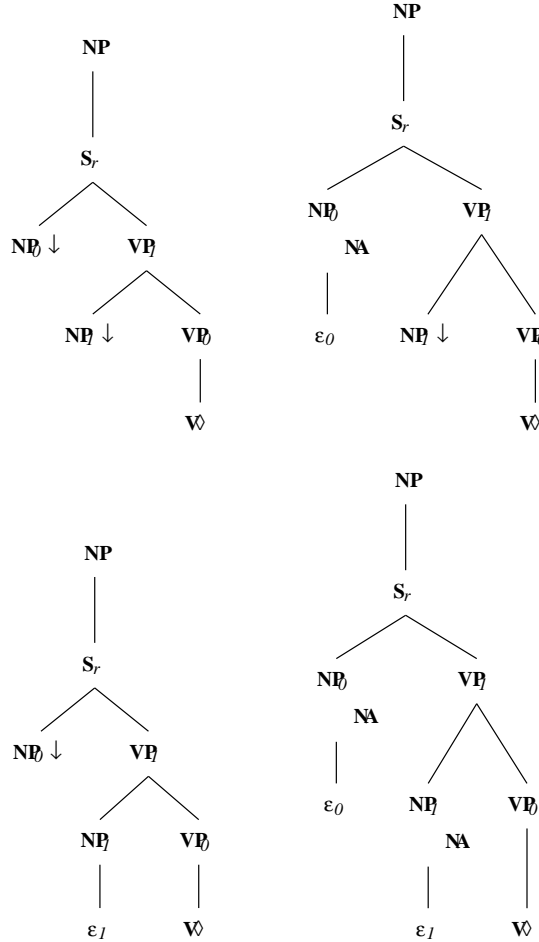 NP
S_r
NP_0 ↓ VP_1
NP_1 ↓ VP_0
V◊
NP
S_r
NP_0 VP_1
NA
ε_0 NP_1 ↓ VP_0
V◊
NP
S_r
NP_0 ↓ VP_1
NP_1 VP_0
ε_1 V◊
NP
S_r
NP_0 VP_1
NA
ε_0 NP_1 VP_0
NA
ε_1 V◊